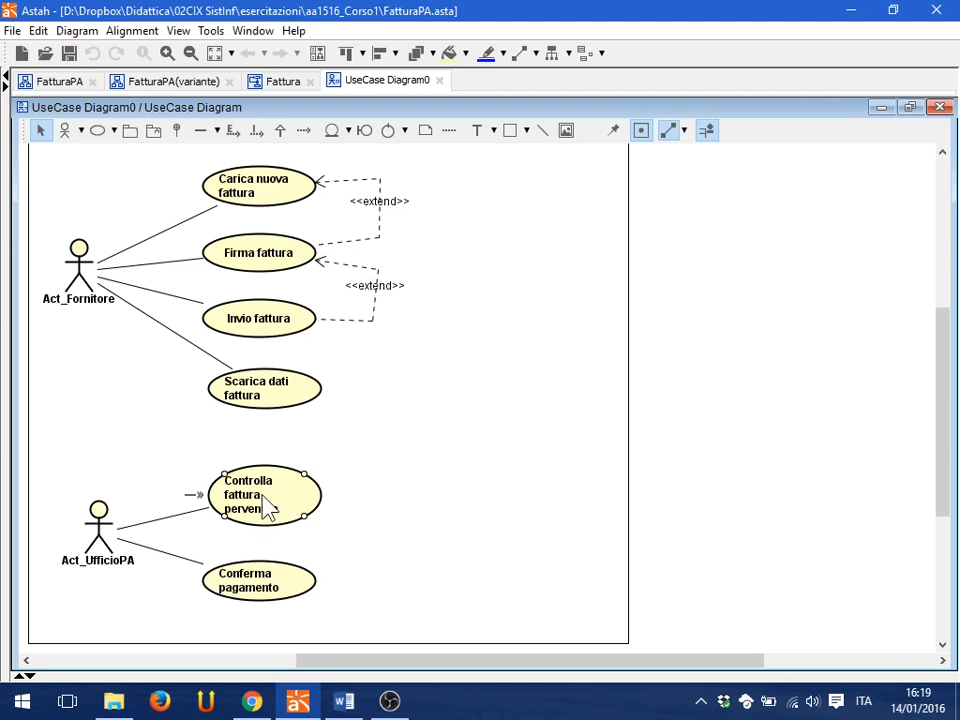 Astah - [D:\Dropbox\Didattica\02CIX SistInf\esercitazioni\aa1516_Corso1\FatturaPA.asta]
File Edit Diagram Alignment View Tools Window Help
FatturaPA FatturaPA(variante) Fattura UseCase Diagram0
UseCase Diagram0 / UseCase Diagram
T
Carica nuova
fattura
<<extend>>
Firma fattura
Act_Fornitore
<<extend>>
Invio fattura
Scarica dati
fattura
Controlla
fattura
Act_UfficioPA
Conferma
pagamento
ITA
16:19
14/01/2016